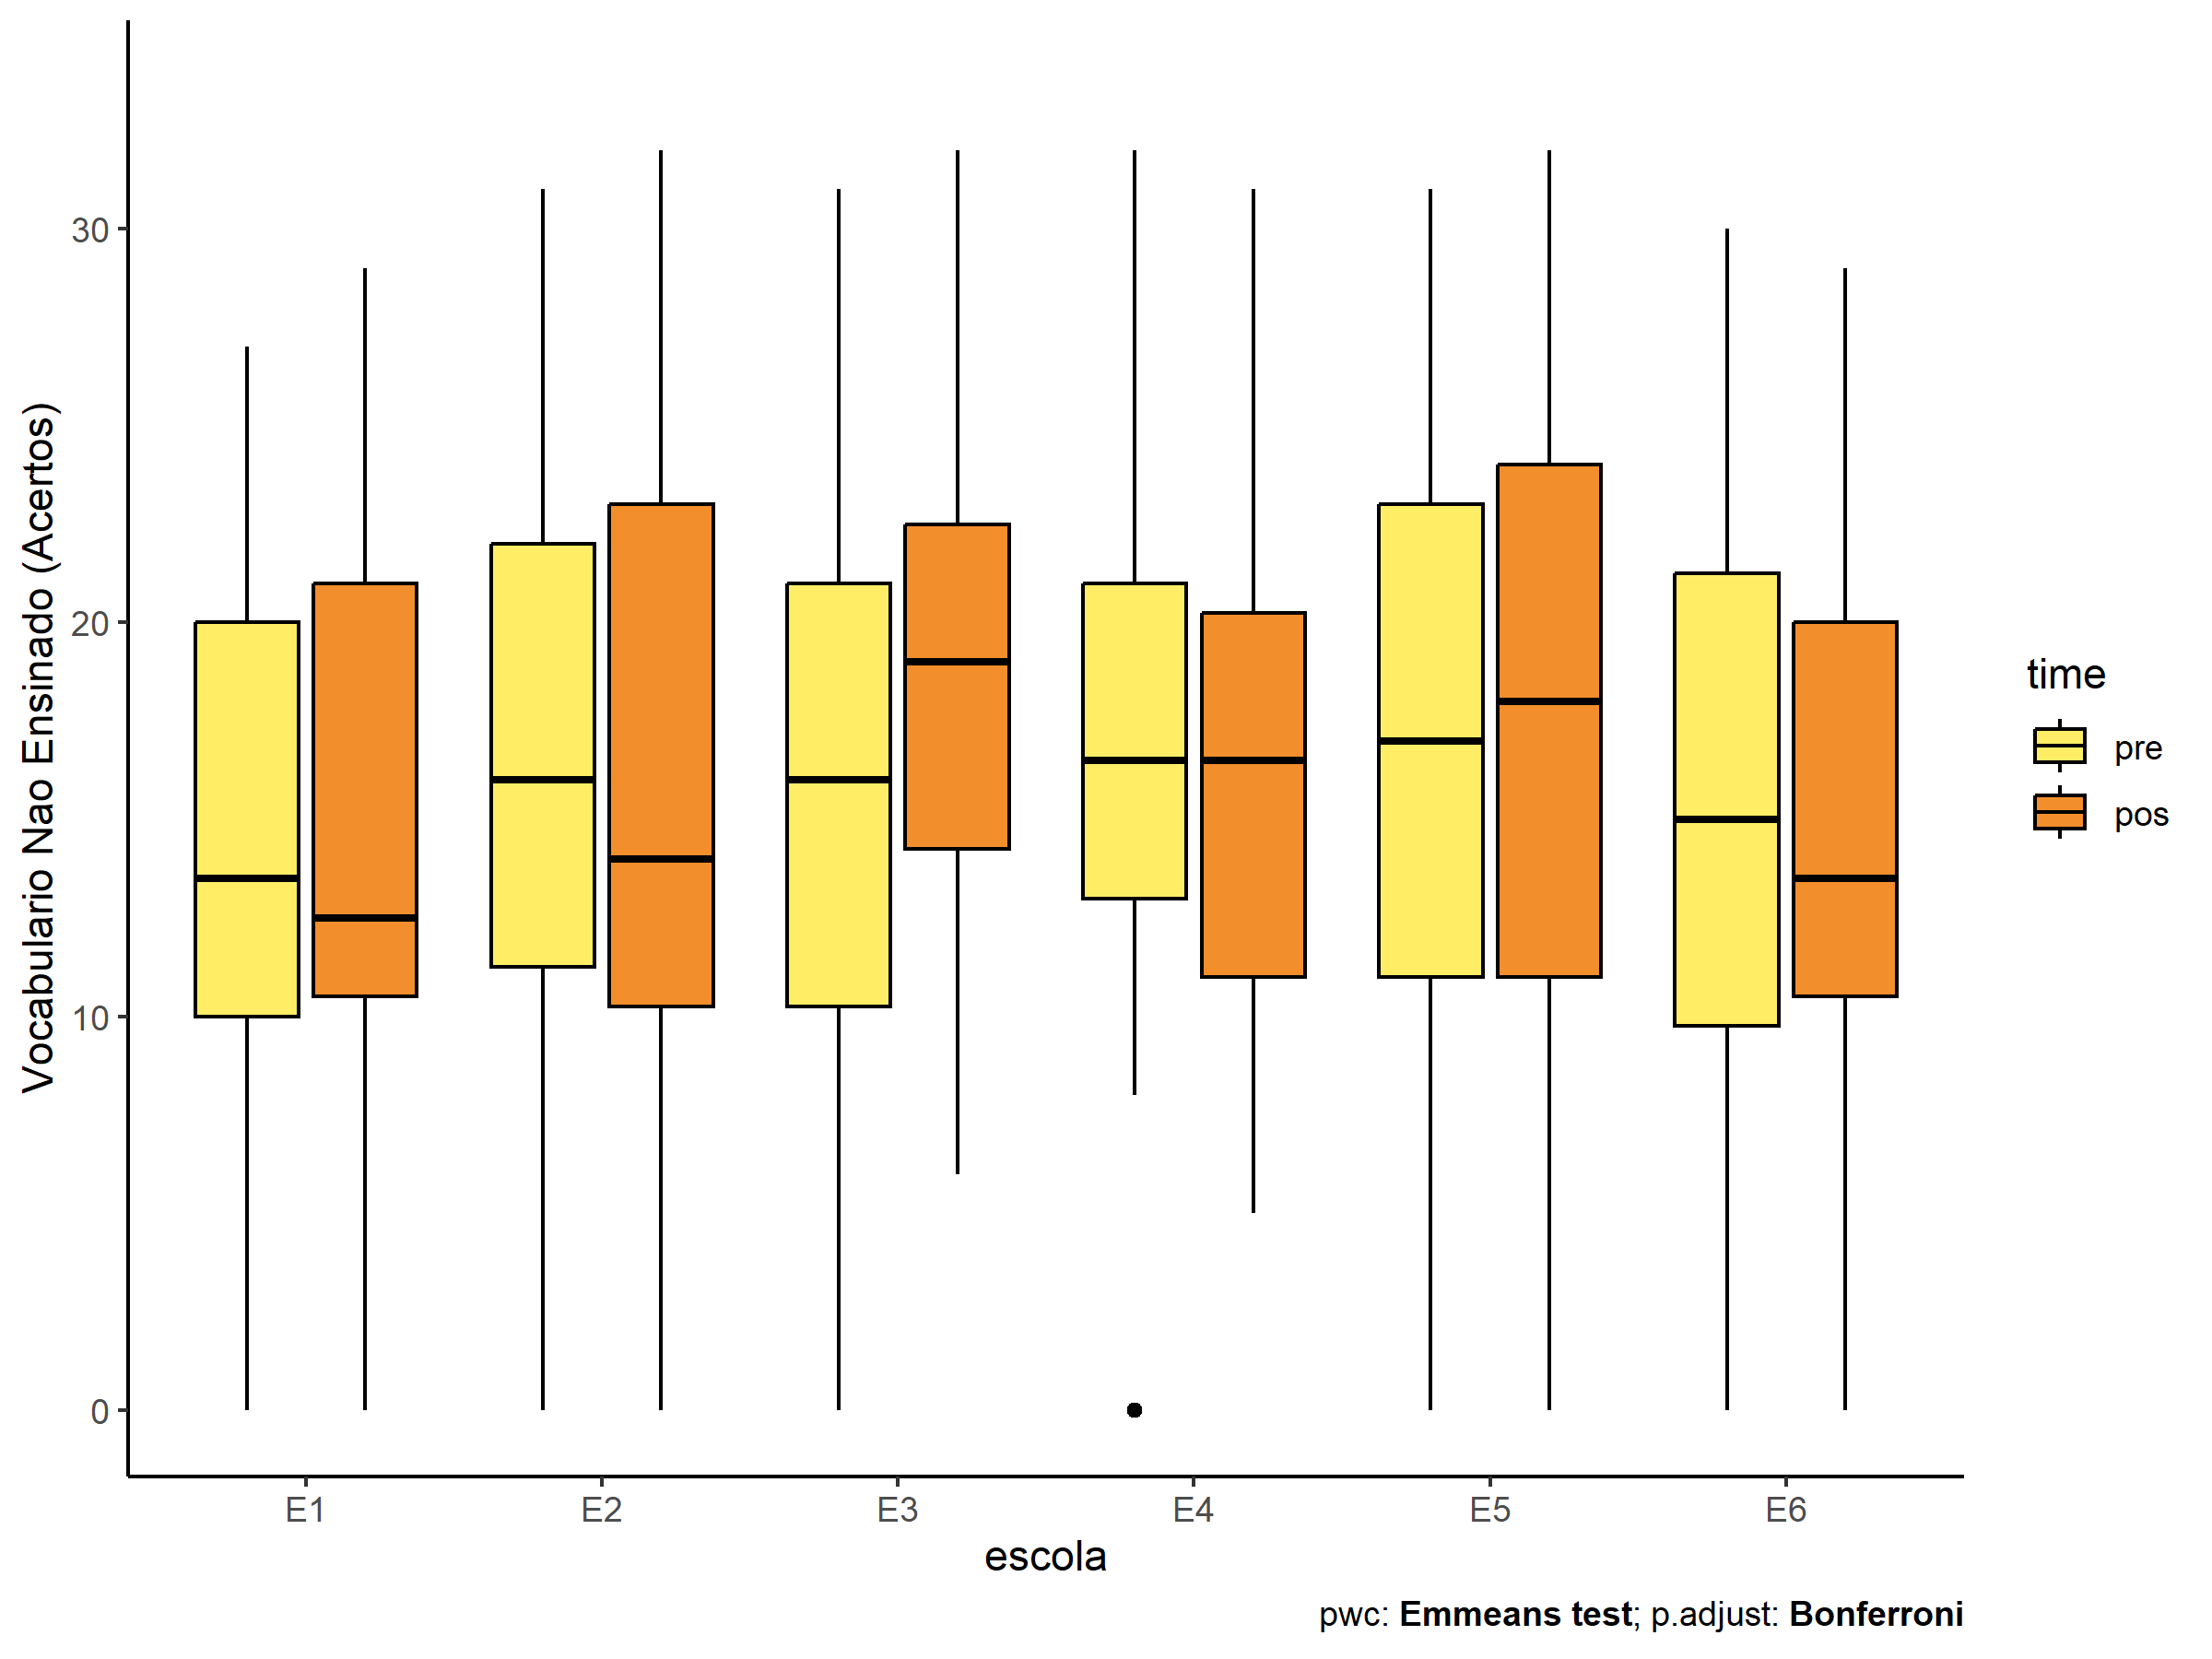 Vocabulario Nao Ensinado (Acertos)
30
20
10
0
E1 E2 E3 E4 E5 E6
escola
time
pre
pos
pwc: Emmeans test; p.adjust: Bonferroni